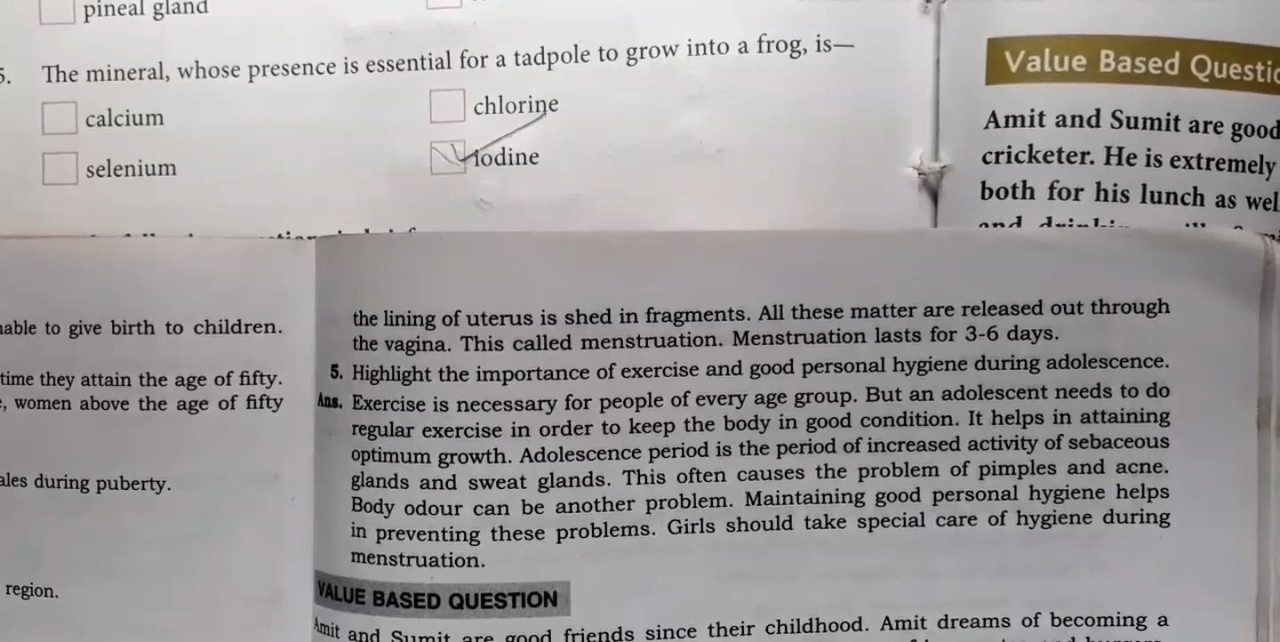 pineal gland
5. The mineral, whose presence is essential for a tadpole to grow into a frog, is—
calcium
chlorine
selenium
iodine
Value Based Questio
Amit and Sumit are good
cricketer. He is extremely
both for his lunch as wel
able to give birth to children.
time they attain the age of fifty.
, women above the age of fifty
ales during puberty.
region.
the lining of uterus is shed in fragments. All these matter are released out through
the vagina. This called menstruation. Menstruation lasts for 3-6 days.
5. Highlight the importance of exercise and good personal hygiene during adolescence.
Ans. Exercise is necessary for people of every age group. But an adolescent needs to do
regular exercise in order to keep the body in good condition. It helps in attaining
optimum growth. Adolescence period is the period of increased activity of sebaceous
glands and sweat glands. This often causes the problem of pimples and acne.
Body odour can be another problem. Maintaining good personal hygiene helps
in preventing these problems. Girls should take special care of hygiene during
menstruation.
VALUE BASED QUESTION
Amit and Sumit are good friends since their childhood. Amit dreams of becoming a